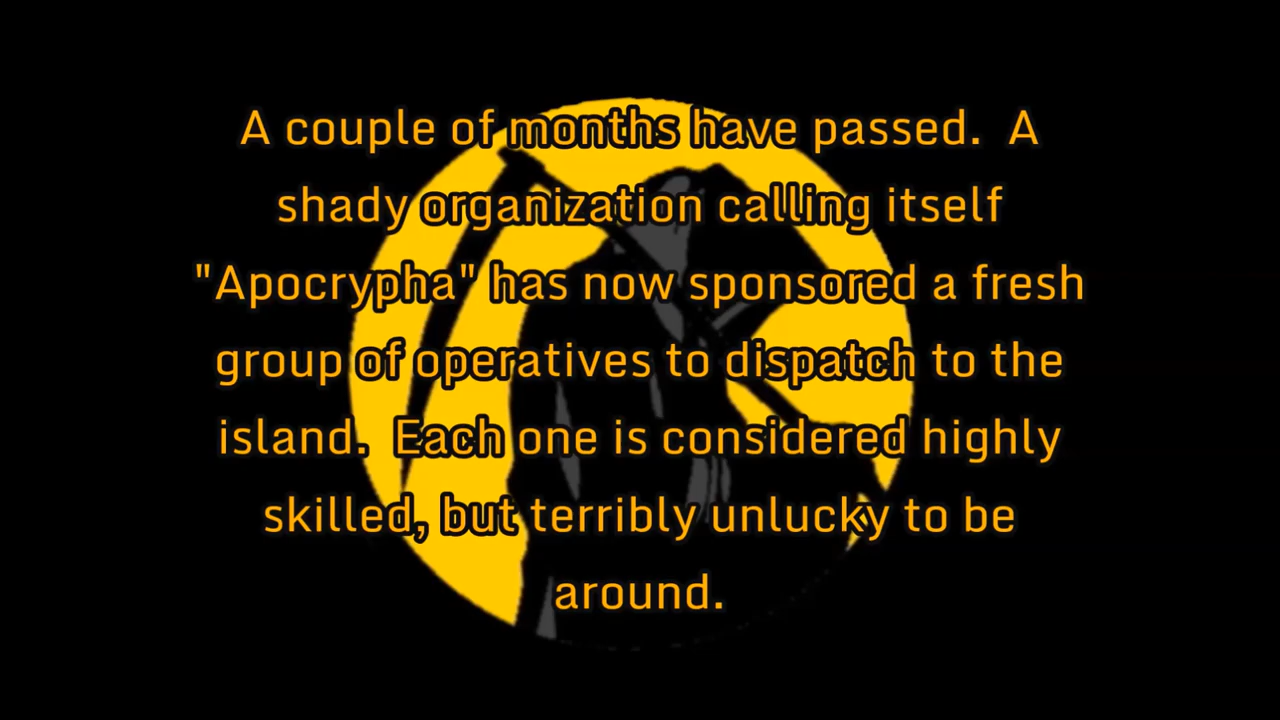 A couple of months have passed.  A
shady organization calling itself
"Apocrypha" has now sponsored a fresh
group of operatives to dispatch to the
island.  Each one is considered highly
skilled, but terribly unlucky to be
around.